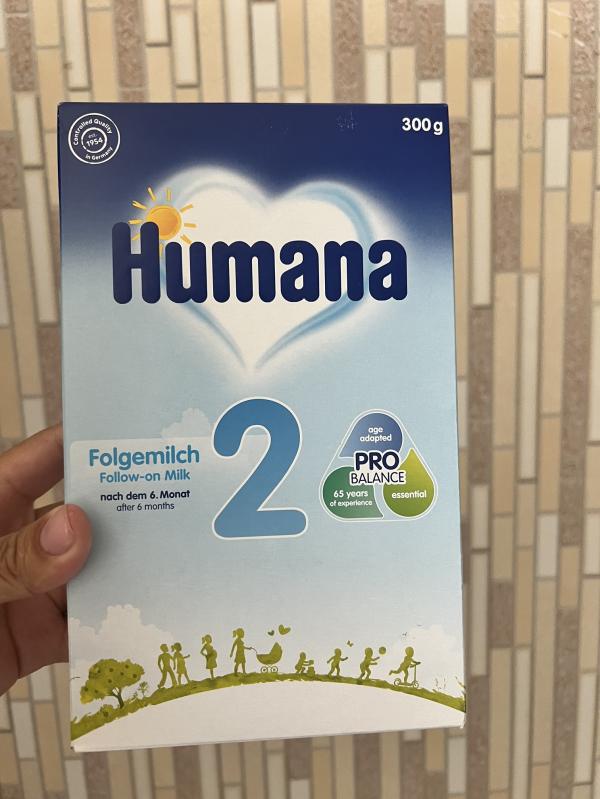 Controlled Quality
est.
1954
in Germany
300 g
Humana
2
Folgemilch
Follow-on Milk
nach dem 6. Monat
after 6 months
age
adapted
PRO
BALANCE
65 years
of experience
essential